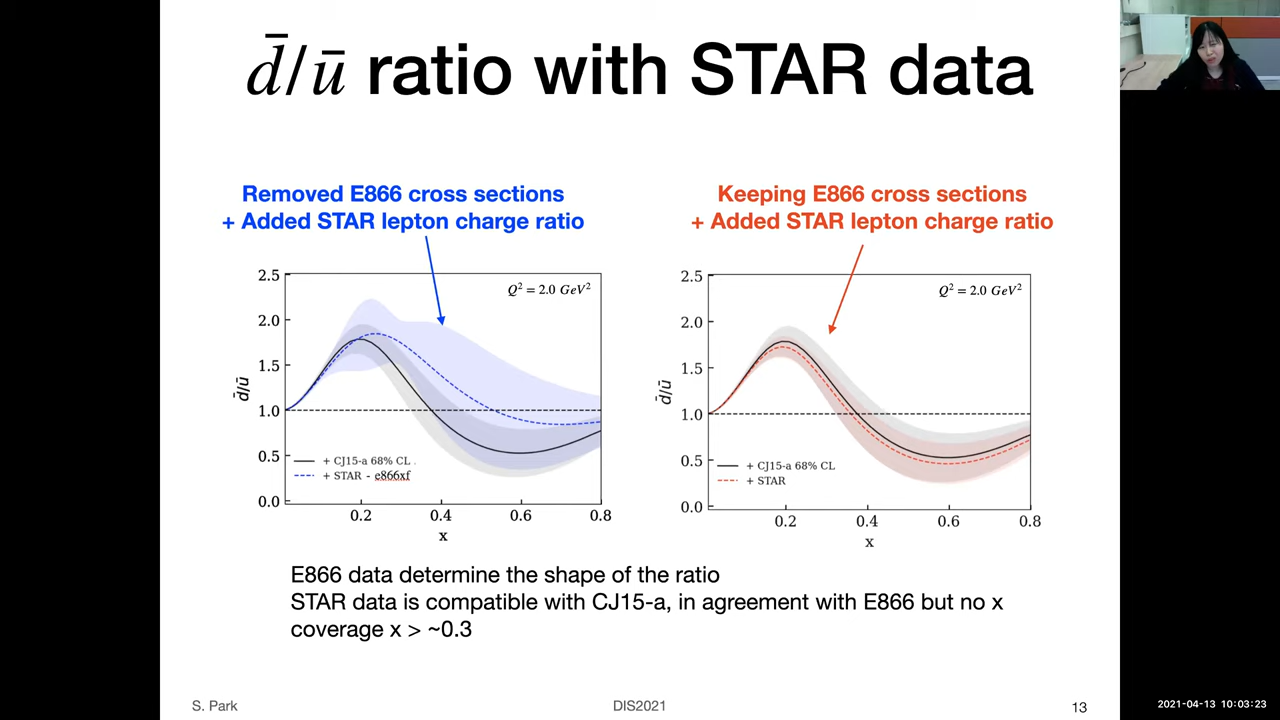 d̄/ū ratio with STAR data
Removed E866 cross sections
+ Added STAR lepton charge ratio
Keeping E866 cross sections
+ Added STAR lepton charge ratio
2.5
2.0
1.5
1.0
0.5
0.0
d̄/ū
Q² = 2.0 GeV²
+ CJ15-a 68% CL
+ STAR - e866xf
0.2 0.4 0.6 0.8
x
2.5
2.0
1.5
1.0
0.5
0.0
d̄/ū
Q² = 2.0 GeV²
+ CJ15-a 68% CL
+ STAR
0.2 0.4 0.6 0.8
x
E866 data determine the shape of the ratio
STAR data is compatible with CJ15-a, in agreement with E866 but no x
coverage x > ~0.3
S. Park
DIS2021
13
2021-04-13 10:03:23